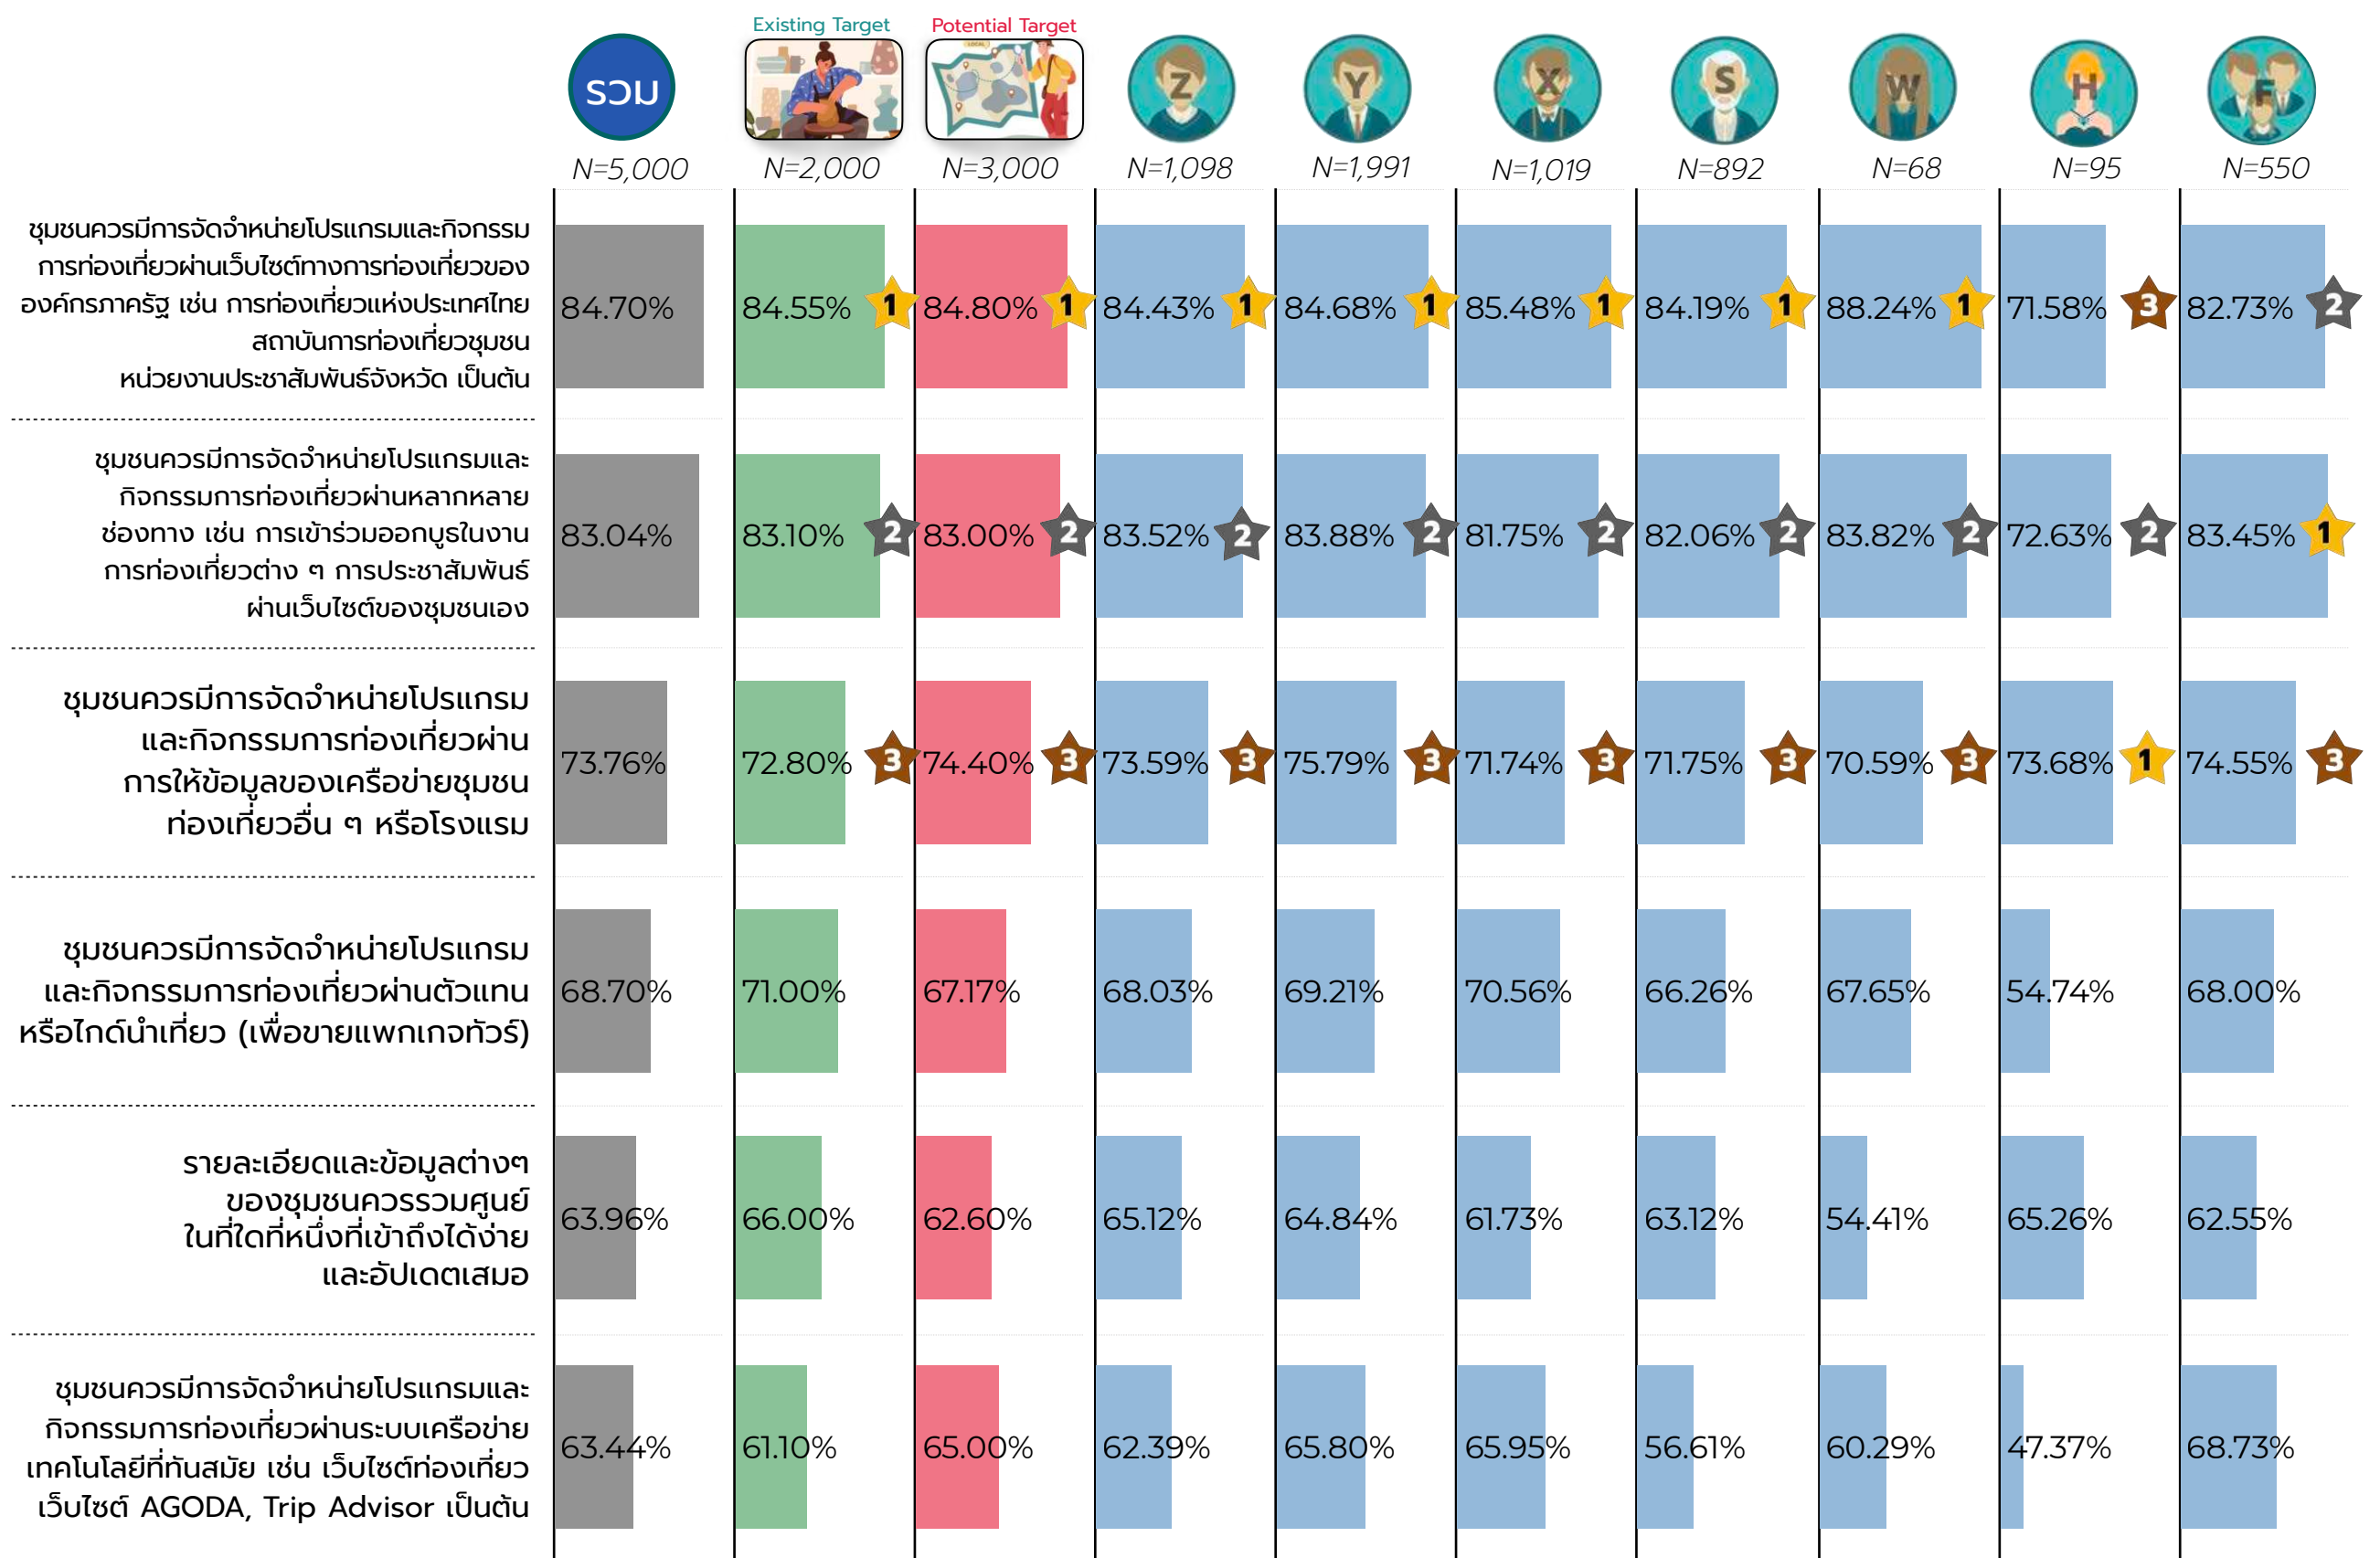 Existing Target
Potential Target
รวม
Z
Y
X
S
W
H
F
N=5,000
N=2,000
N=3,000
N=1,098
N=1,991
N=1,019
N=892
N=68
N=95
N=550
ชุมชนควรมีการจัดจำหน่ายโปรแกรมและกิจกรรม
การท่องเที่ยวผ่านเว็บไซต์ทางการท่องเที่ยวของ
องค์กรภาครัฐ เช่น การท่องเที่ยวแห่งประเทศไทย
สถาบันการท่องเที่ยวชุมชน
หน่วยงานประชาสัมพันธ์จังหวัด เป็นต้น
84.70%
84.55% 1
84.80% 1
84.43% 1
84.68% 1
85.48% 1
84.19% 1
88.24% 1
71.58% 3
82.73% 2
ชุมชนควรมีการจัดจำหน่ายโปรแกรมและ
กิจกรรมการท่องเที่ยวผ่านหลากหลาย
ช่องทาง เช่น การเข้าร่วมออกบูธในงาน
การท่องเที่ยวต่าง ๆ การประชาสัมพันธ์
ผ่านเว็บไซต์ของชุมชนเอง
83.04%
83.10% 2
83.00% 2
83.52% 2
83.88% 2
81.75% 2
82.06% 2
83.82% 2
72.63% 2
83.45% 1
ชุมชนควรมีการจัดจำหน่ายโปรแกรม
และกิจกรรมการท่องเที่ยวผ่าน
การให้ข้อมูลของเครือข่ายชุมชน
ท่องเที่ยวอื่น ๆ หรือโรงแรม
73.76%
72.80% 3
74.40% 3
73.59% 3
75.79% 3
71.74% 3
71.75% 3
70.59% 3
73.68% 1
74.55% 3
ชุมชนควรมีการจัดจำหน่ายโปรแกรม
และกิจกรรมการท่องเที่ยวผ่านตัวแทน
หรือไกด์นำเที่ยว (เพื่อขายแพกเกจทัวร์)
68.70%
71.00%
67.17%
68.03%
69.21%
70.56%
66.26%
67.65%
54.74%
68.00%
รายละเอียดและข้อมูลต่างๆ
ของชุมชนควรรวมศูนย์
ในที่ใดที่หนึ่งที่เข้าถึงได้ง่าย
และอัปเดตเสมอ
63.96%
66.00%
62.60%
65.12%
64.84%
61.73%
63.12%
54.41%
65.26%
62.55%
ชุมชนควรมีการจัดจำหน่ายโปรแกรมและ
กิจกรรมการท่องเที่ยวผ่านระบบเครือข่าย
เทคโนโลยีที่ทันสมัย เช่น เว็บไซต์ท่องเที่ยว
เว็บไซต์ AGODA, Trip Advisor เป็นต้น
63.44%
61.10%
65.00%
62.39%
65.80%
65.95%
56.61%
60.29%
47.37%
68.73%